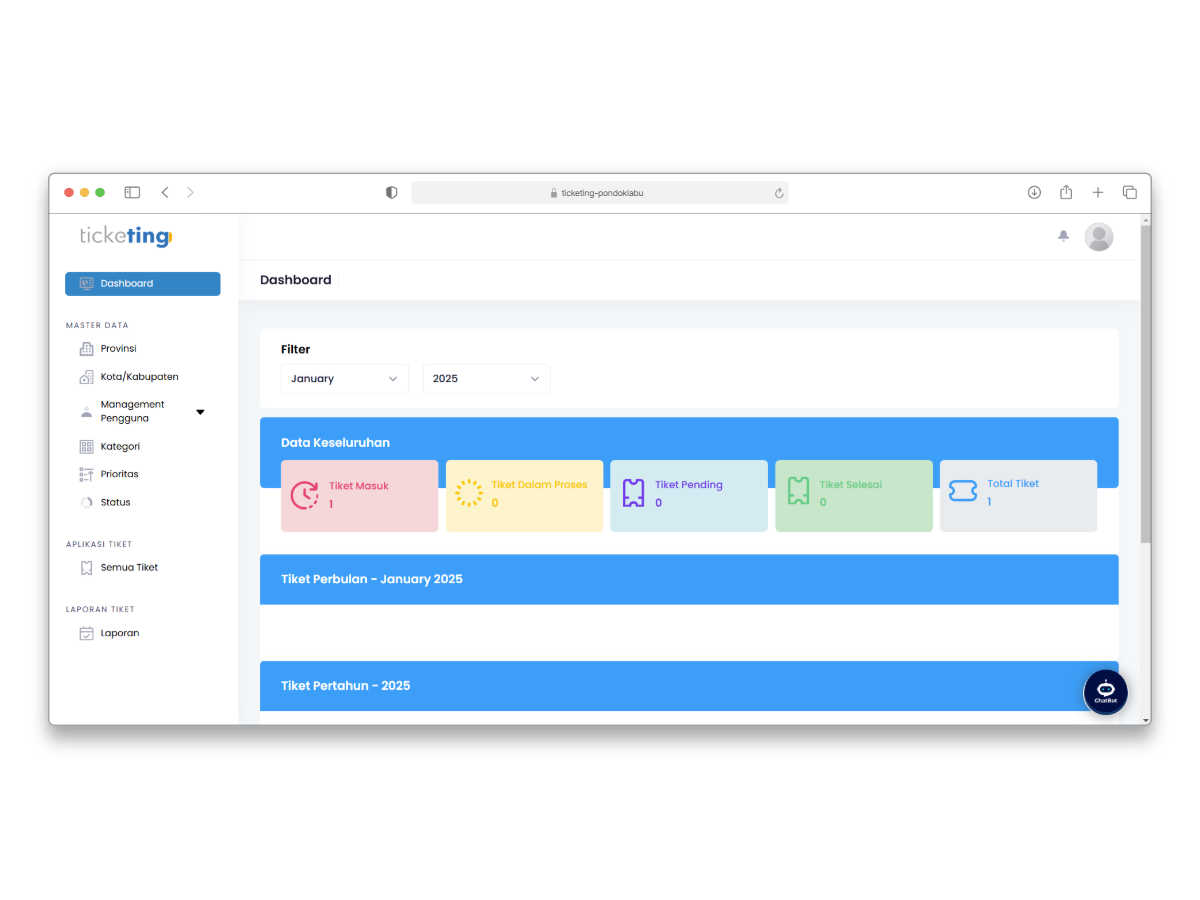 ticketing-pondoklabu
ticketing
Dashboard
MASTER DATA
Provinsi
Kota/Kabupaten
Management
Pengguna
Kategori
Prioritas
Status
APLIKASI TIKET
Semua Tiket
LAPORAN TIKET
Laporan
Dashboard
Filter
January
2025
Data Keseluruhan
Tiket Masuk
1
Tiket Dalam Proses
0
Tiket Pending
0
Tiket Selesai
0
Total Tiket
1
Tiket Perbulan - January 2025
Tiket Pertahun - 2025
ChatBot